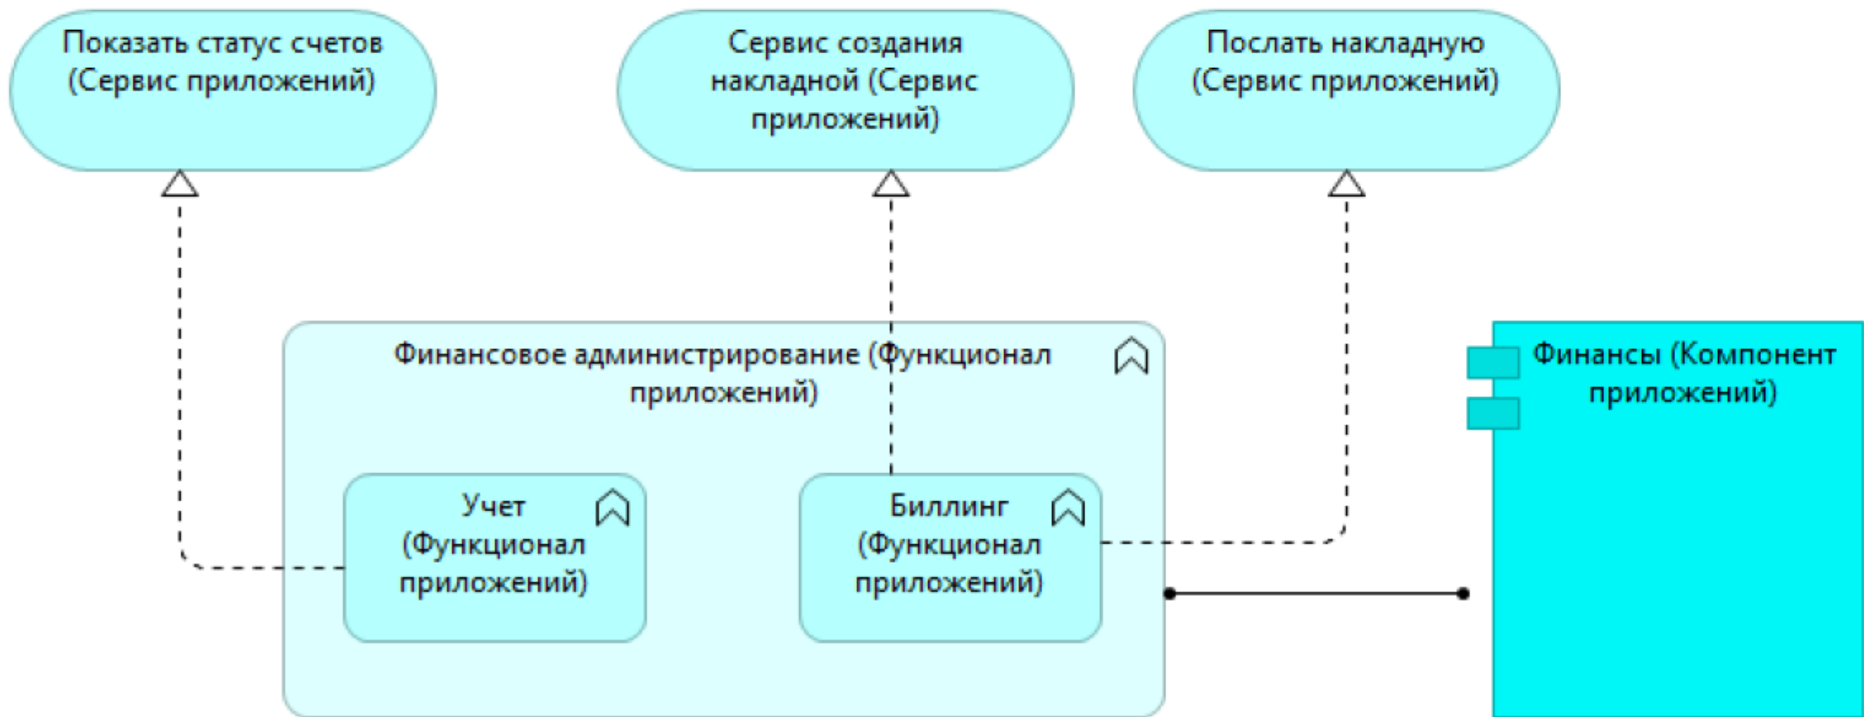 Показать статус счетов
(Сервис приложений)
Сервис создания
накладной (Сервис
приложений)
Послать накладную
(Сервис приложений)
Финансовое администрирование (Функционал
приложений)
Финансы (Компонент
приложений)
Учет
(Функционал
приложений)
Биллинг
(Функционал
приложений)